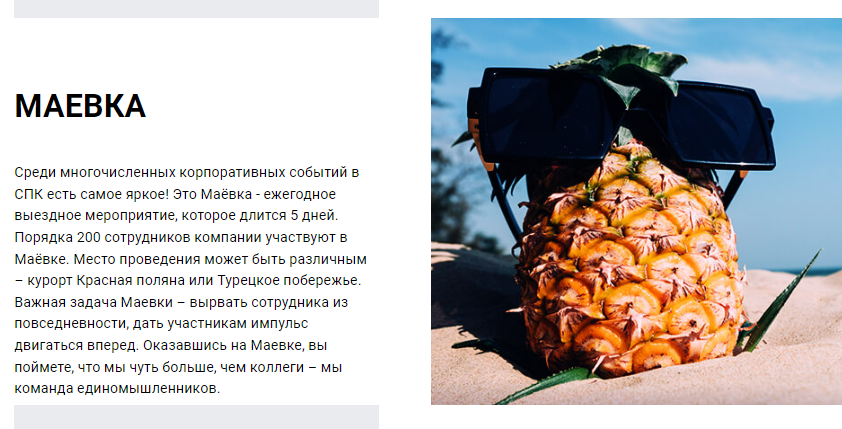 МАЕВКА
Среди многочисленных корпоративных событий в
СПК есть самое яркое! Это Маёвка - ежегодное
выездное мероприятие, которое длится 5 дней.
Порядка 200 сотрудников компании участвуют в
Маёвке. Место проведения может быть различным
– курорт Красная поляна или Турецкое побережье.
Важная задача Маевки – вырвать сотрудника из
повседневности, дать участникам импульс
двигаться вперед. Оказавшись на Маевке, вы
поймете, что мы чуть больше, чем коллеги – мы
команда единомышленников.